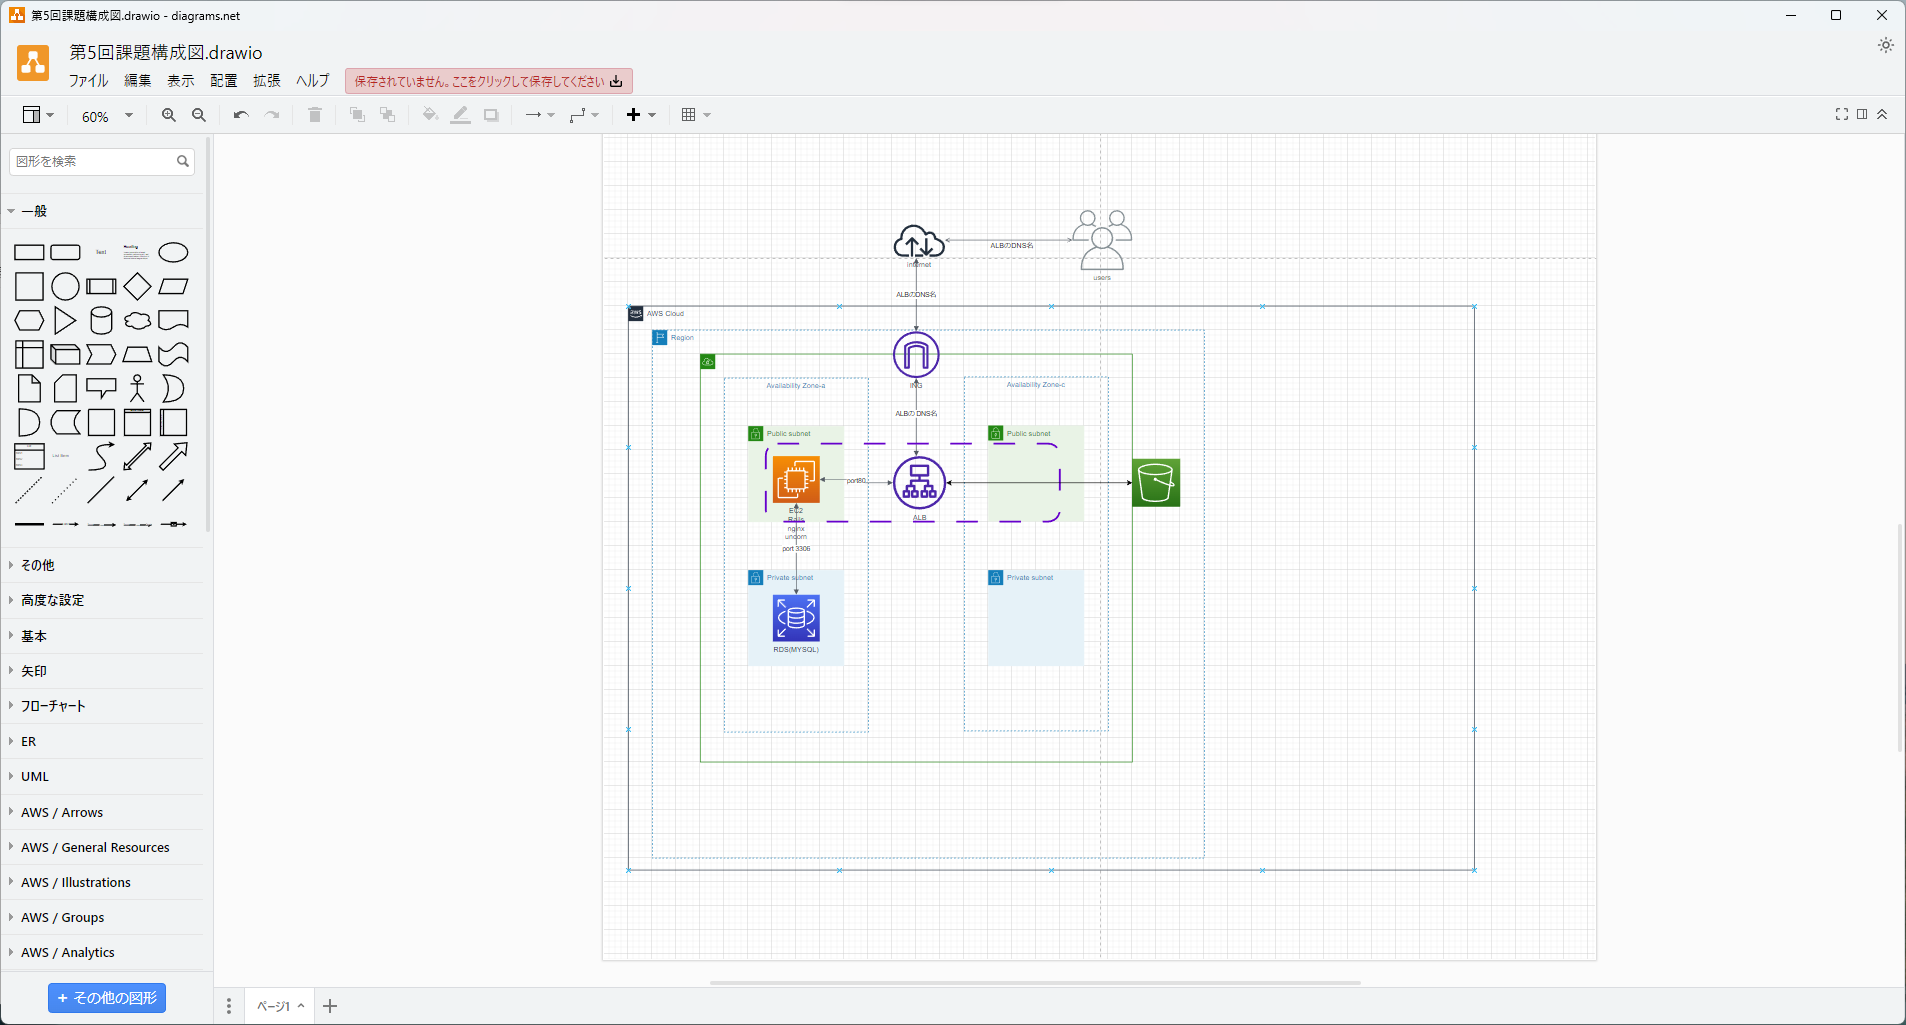 第5回課題構成図.drawio - diagrams.net
第5回課題構成図.drawio
ファイル 編集 表示 配置 拡張 ヘルプ 保存されていません。ここをクリックして保存してください
60%
図形を検索
一般
Text
Heading
List Item
その他
高度な設定
基本
矢印
フローチャート
ER
UML
AWS / Arrows
AWS / General Resources
AWS / Illustrations
AWS / Groups
AWS / Analytics
+ その他の図形
ページ1
internet
ALBのDNS名
users
ALBのDNS名
aws
AWS Cloud
Region
ING
Availability Zone-a
Availability Zone-c
ALBの DNS名
Public subnet
Public subnet
port80
EC2
Rails
nginx
unicorn
ALB
port 3306
Private subnet
Private subnet
RDS(MYSQL)